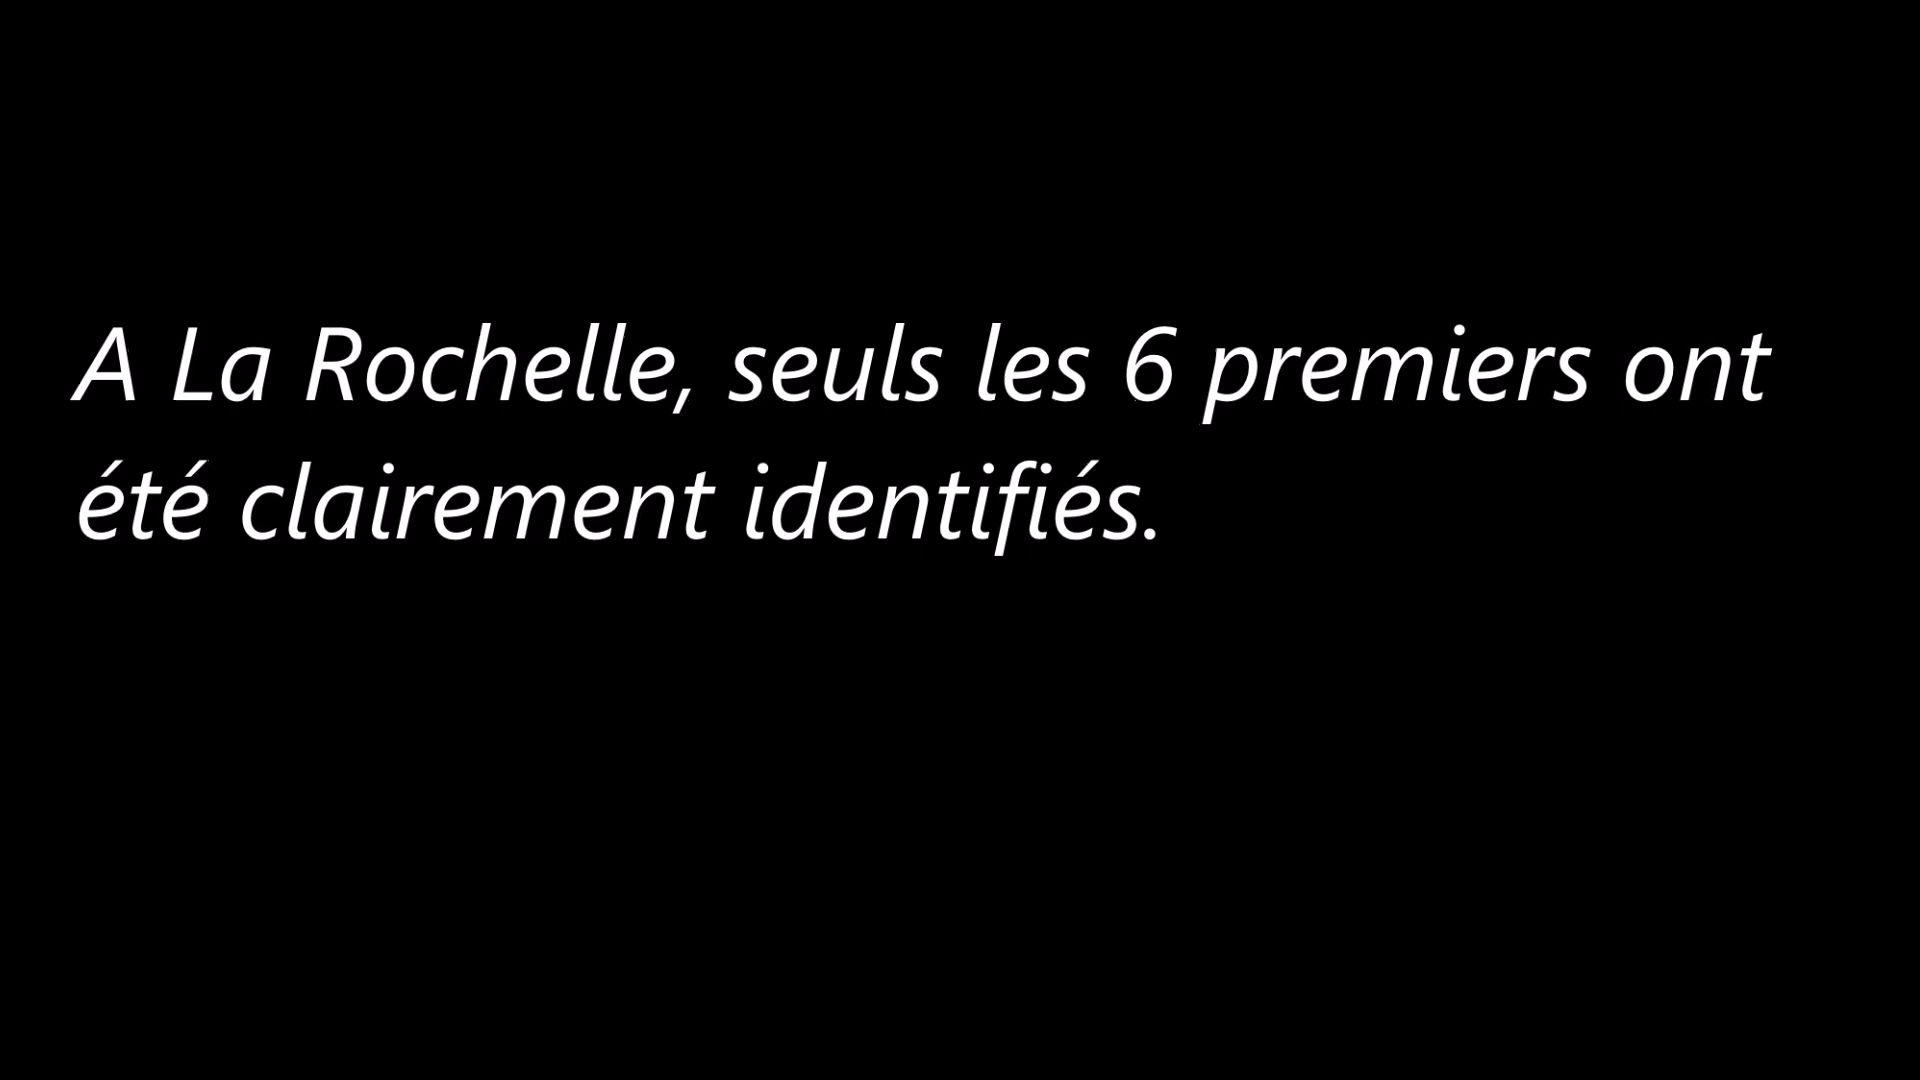 A La Rochelle, seuls les 6 premiers ont
été clairement identifiés.